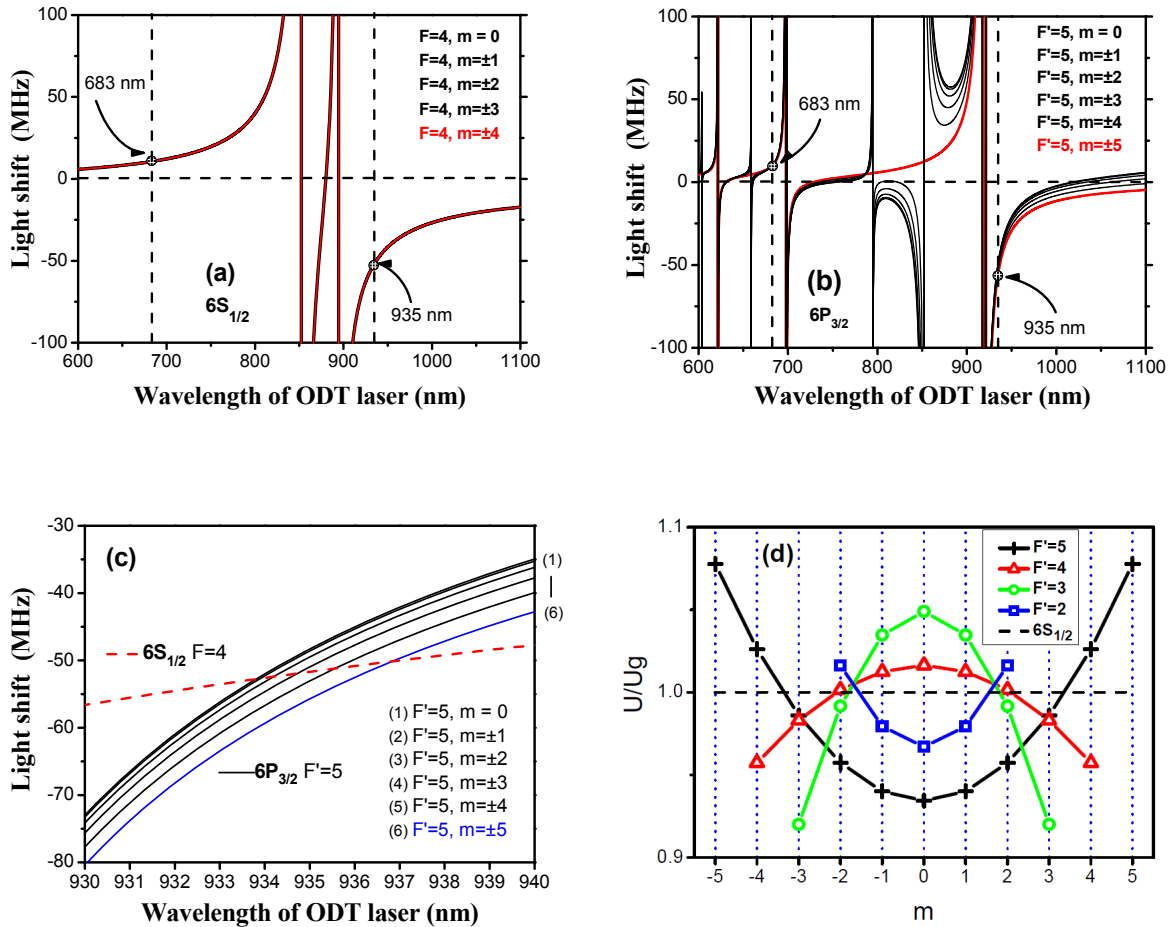 100
50
0
-50
-100
Light shift (MHz)
683 nm
F=4, m = 0
F=4, m=±1
F=4, m=±2
F=4, m=±3
F=4, m=±4
(a)
6S1/2
935 nm
600 700 800 900 1000 1100
Wavelength of ODT laser (nm)
100
50
0
-50
-100
Light shift (MHz)
F'=5, m = 0
F'=5, m=±1
F'=5, m=±2
F'=5, m=±3
F'=5, m=±4
F'=5, m=±5
683 nm
(b)
6P3/2
935 nm
600 700 800 900 1000 1100
Wavelength of ODT laser (nm)
-30
-40
-50
-60
-70
-80
Light shift (MHz)
(c)
(1)
(6)
6S1/2 F=4
6P3/2 F'=5
(1) F'=5, m = 0
(2) F'=5, m=±1
(3) F'=5, m=±2
(4) F'=5, m=±3
(5) F'=5, m=±4
(6) F'=5, m=±5
930 931 932 933 934 935 936 937 938 939 940
Wavelength of ODT laser (nm)
1.1
1.0
0.9
U/Ug
(d)
F'=5
F'=4
F'=3
F'=2
6S1/2
-5 -4 -3 -2 -1 0 1 2 3 4 5
m